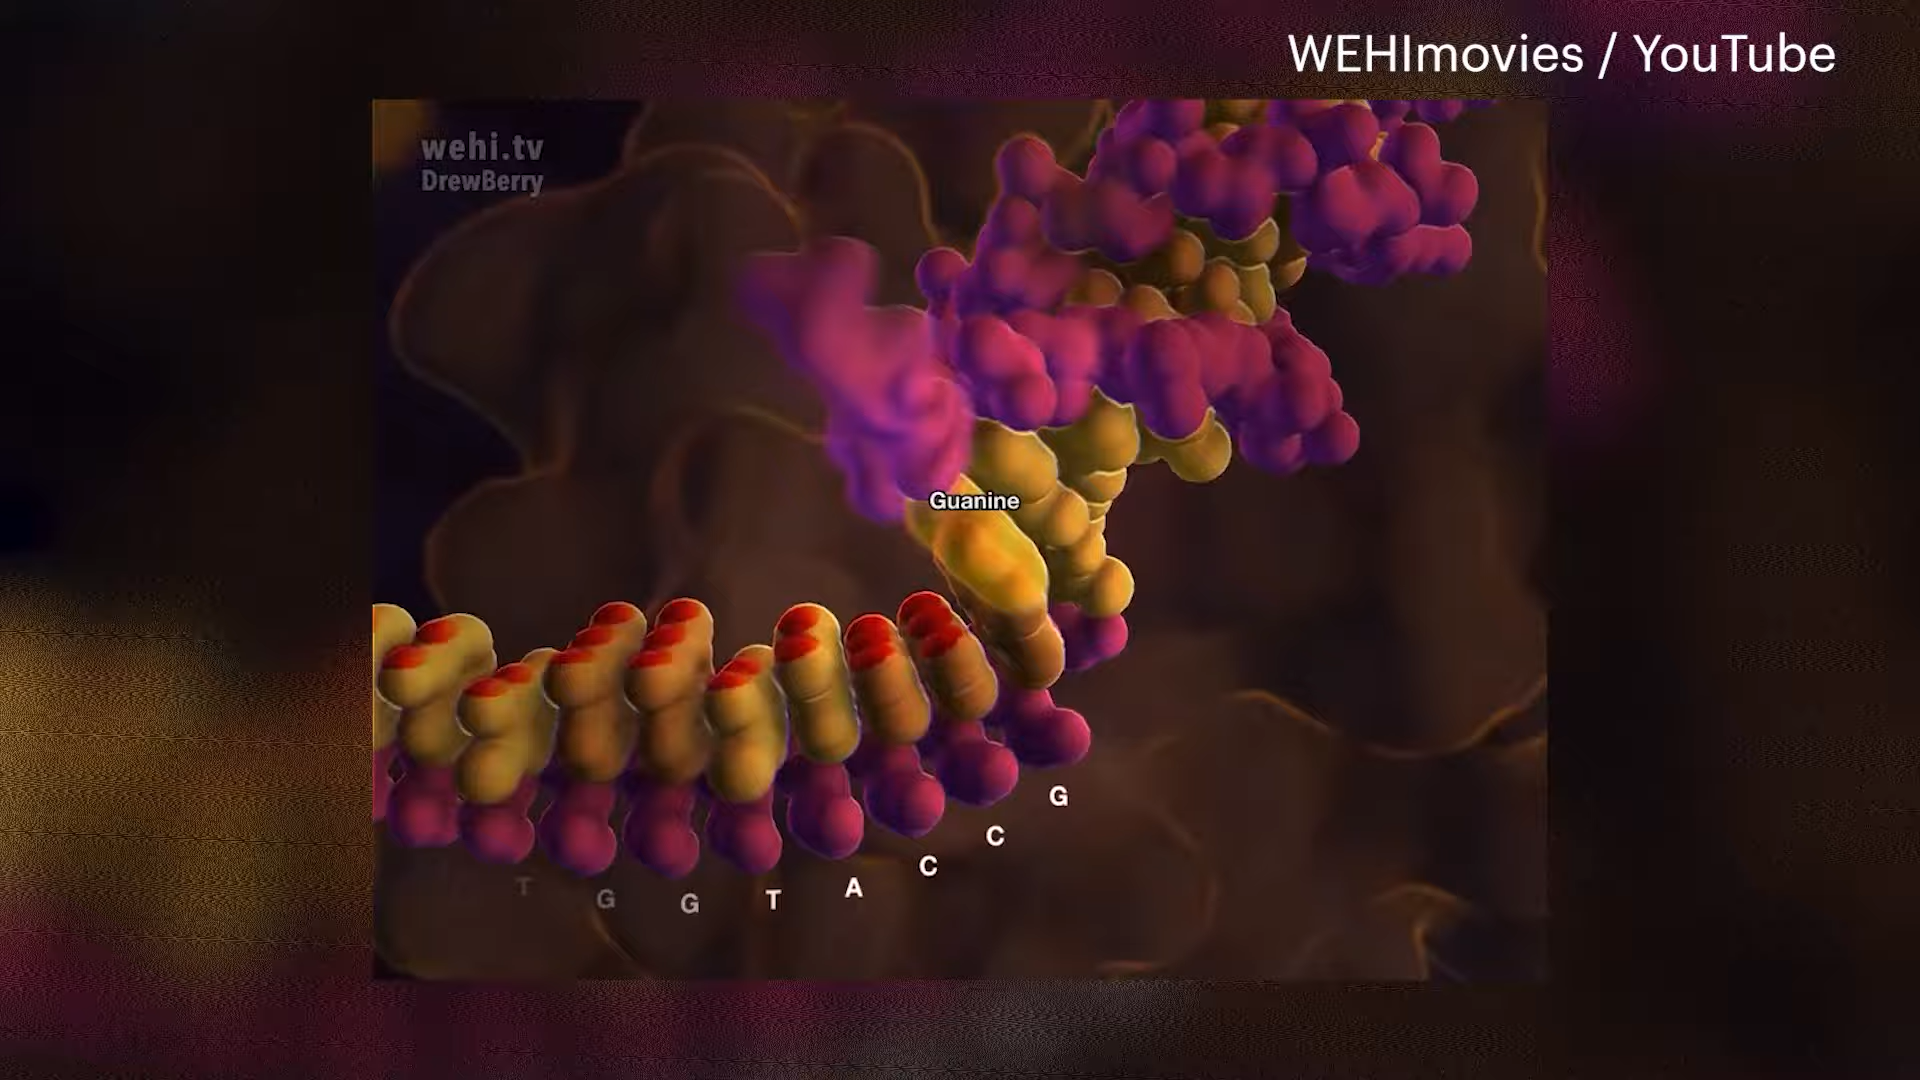 WEHImovies / YouTube
wehi.tv
DrewBerry
Guanine
T G G T A C C G